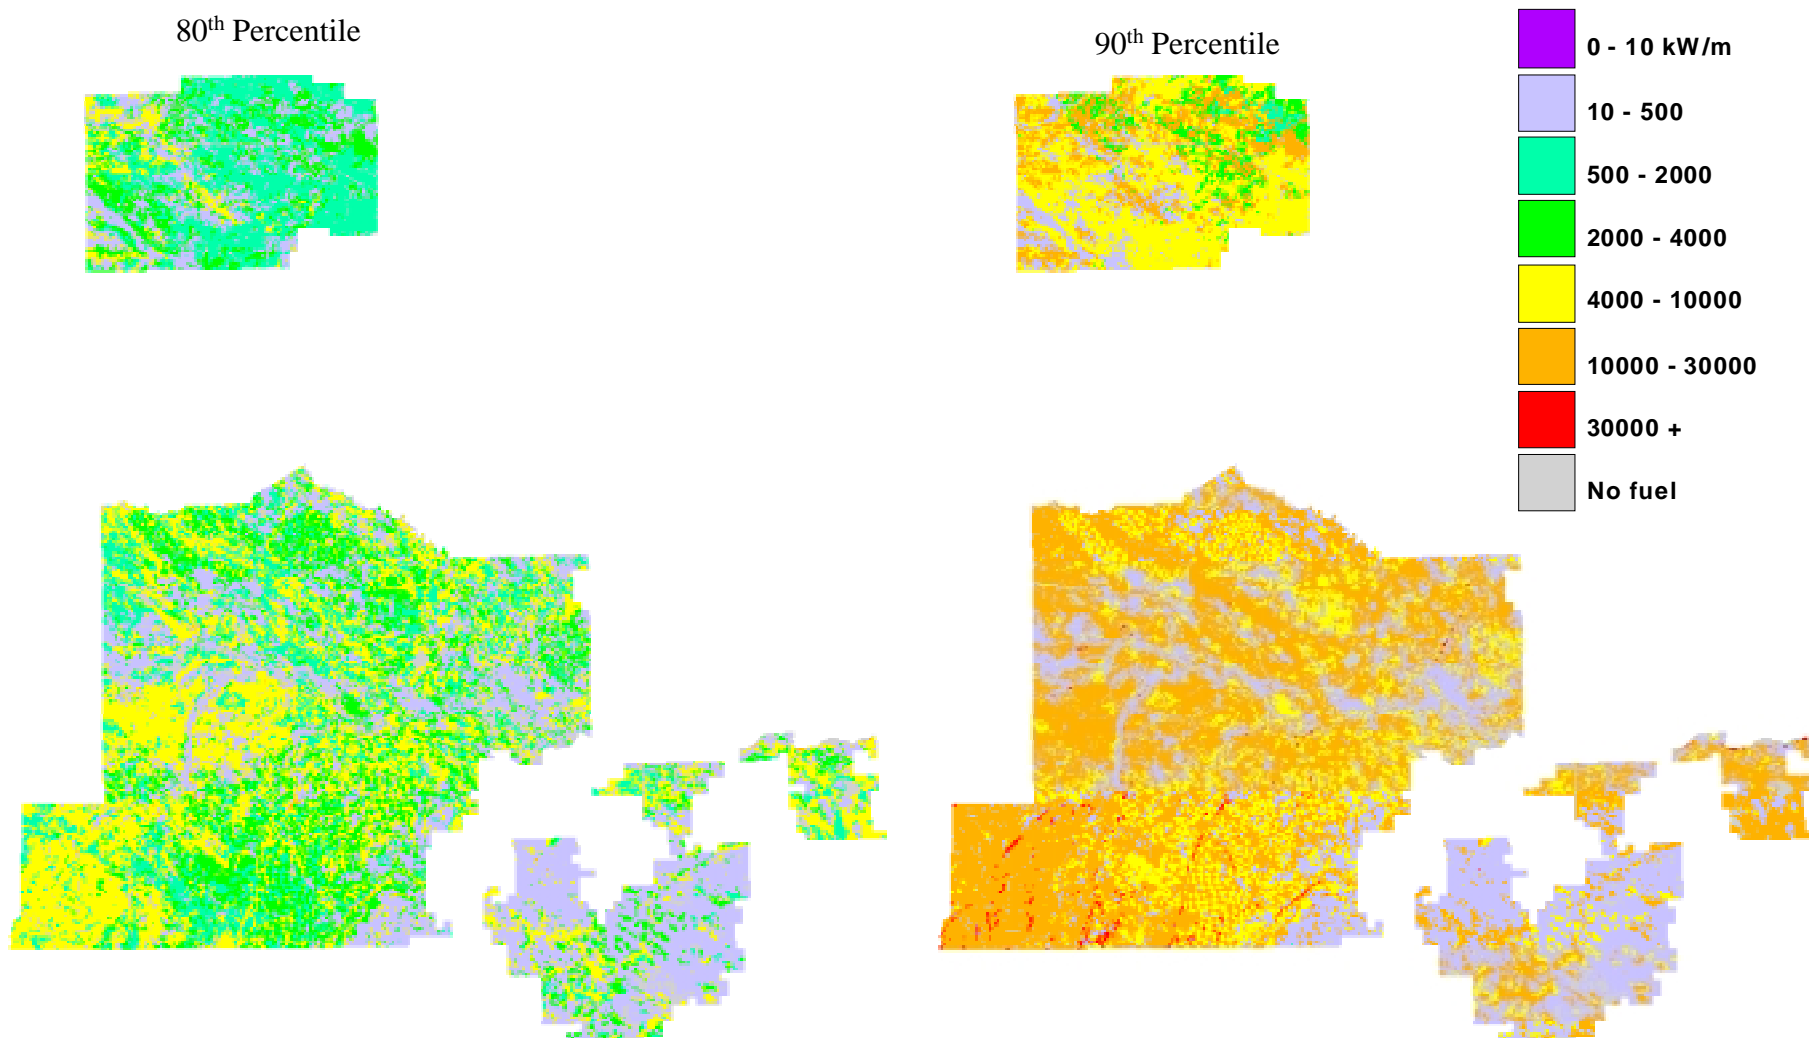 80th Percentile
90th Percentile
0 - 10 kW/m
10 - 500
500 - 2000
2000 - 4000
4000 - 10000
10000 - 30000
30000 +
No fuel